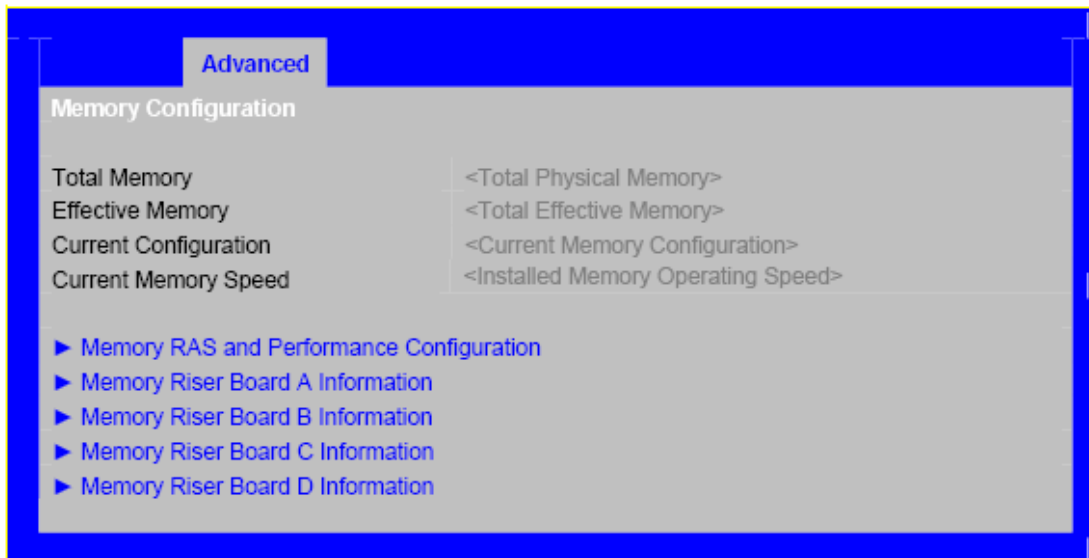 Advanced
Memory Configuration
Total Memory <Total Physical Memory>
Effective Memory <Total Effective Memory>
Current Configuration <Current Memory Configuration>
Current Memory Speed <Installed Memory Operating Speed>
► Memory RAS and Performance Configuration
► Memory Riser Board A Information
► Memory Riser Board B Information
► Memory Riser Board C Information
► Memory Riser Board D Information